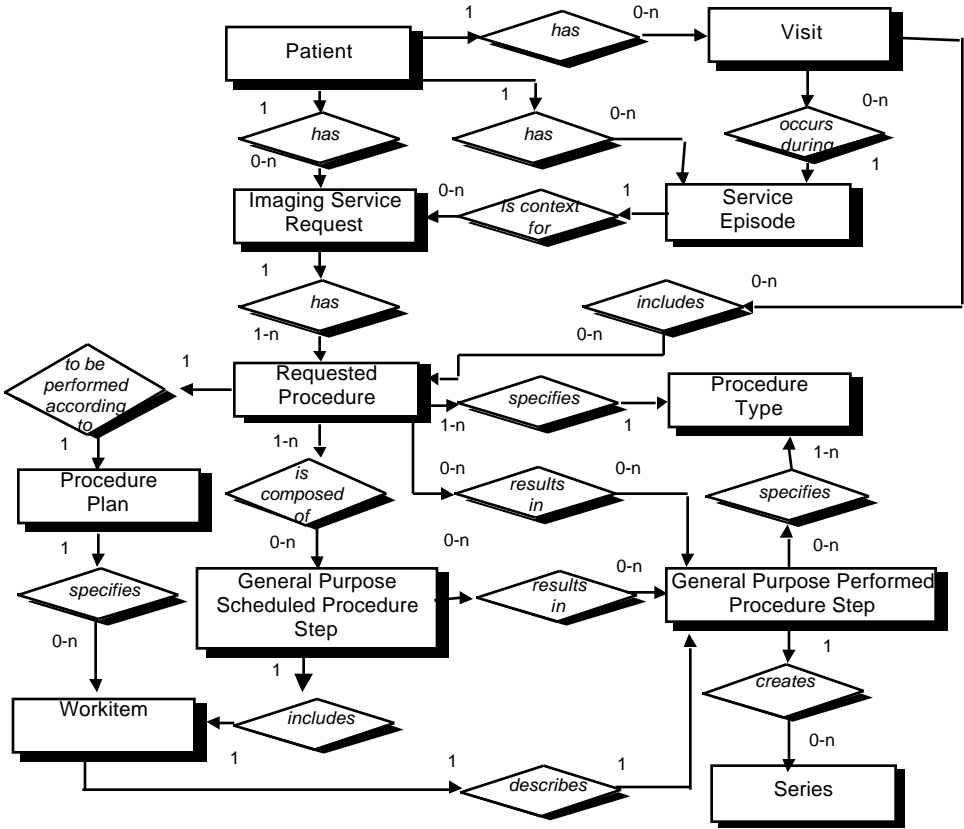 1
0-n
has
Patient
Visit
1
1
0-n
0-n
has
has
occurs
during
0-n
0-n
1
1
Imaging Service
Request
Is context
for
Service
Episode
1
0-n
has
includes
1-n
0-n
to be
performed
according
to
1
Requested
Procedure
specifies
Procedure
Type
1-n
1
1
1-n
1-n
Procedure
Plan
is
composed
of
0-n
0-n
results
in
specifies
1
0-n
0-n
0-n
specifies
General Purpose
Scheduled Procedure
Step
0-n
results
in
General Purpose Performed
Procedure Step
0-n
1
1
creates
Workitem
includes
0-n
1
1
1
describes
Series